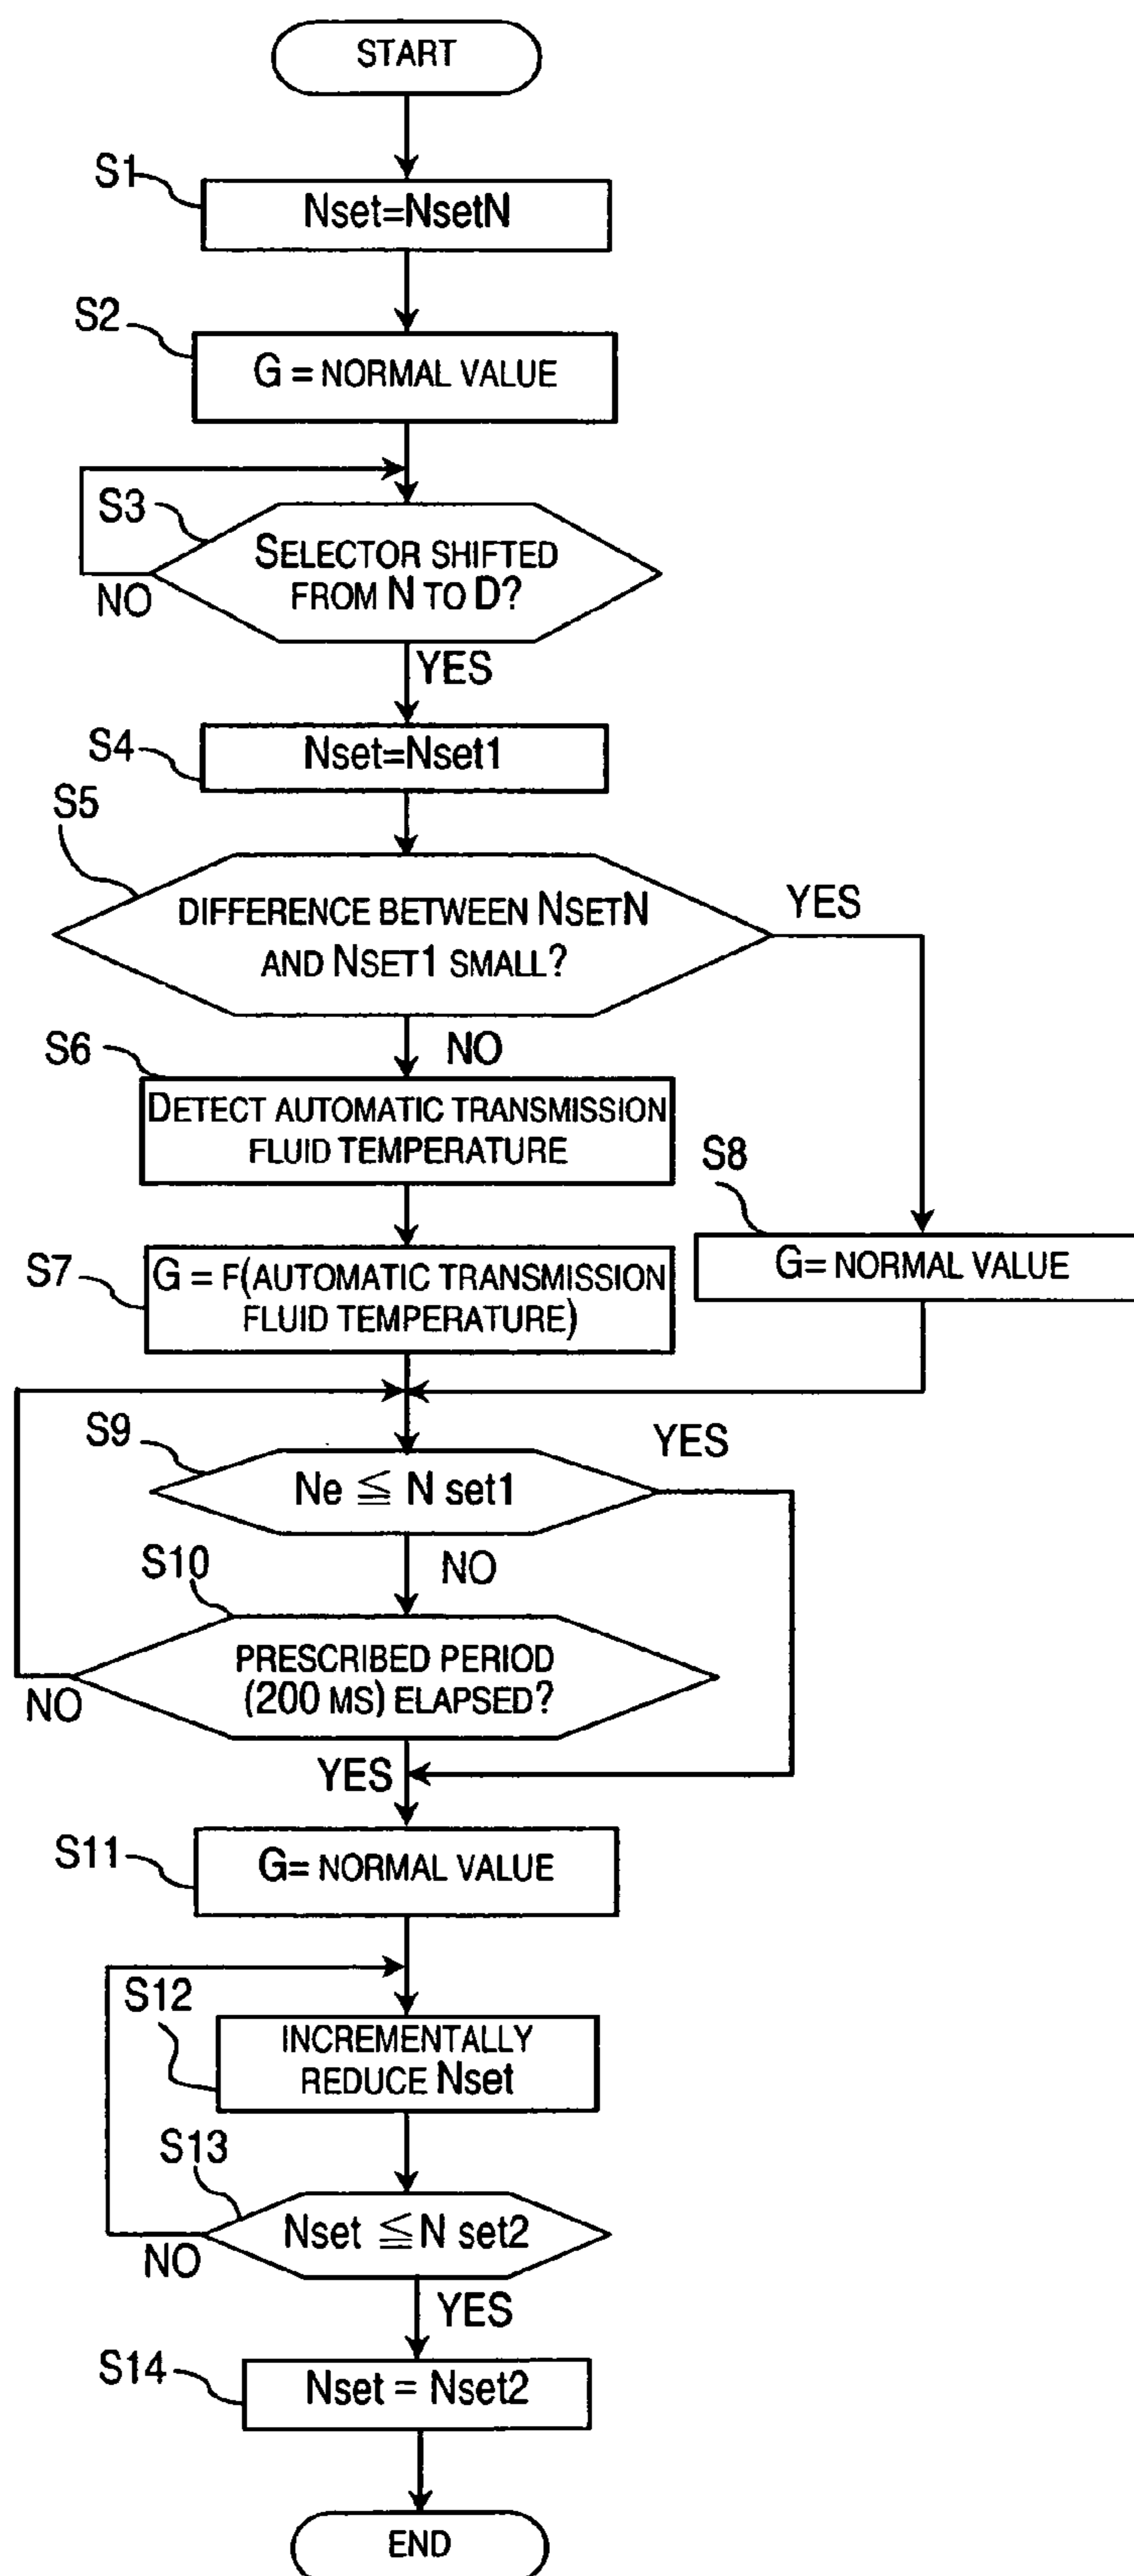 START
S1
Nset=NsetN
S2
G = NORMAL VALUE
S3
SELECTOR SHIFTED
FROM N TO D?
NO
YES
S4
Nset=Nset1
S5
DIFFERENCE BETWEEN NSETN
AND NSET1 SMALL?
YES
NO
S6
DETECT AUTOMATIC TRANSMISSION
FLUID TEMPERATURE
S7
G = F(AUTOMATIC TRANSMISSION
FLUID TEMPERATURE)
S8
G= NORMAL VALUE
S9
Ne ≦ N set1
YES
NO
S10
PRESCRIBED PERIOD
(200 MS) ELAPSED?
NO
YES
S11
G= NORMAL VALUE
S12
INCREMENTALLY
REDUCE Nset
S13
Nset ≦N set2
NO
YES
S14
Nset = Nset2
END